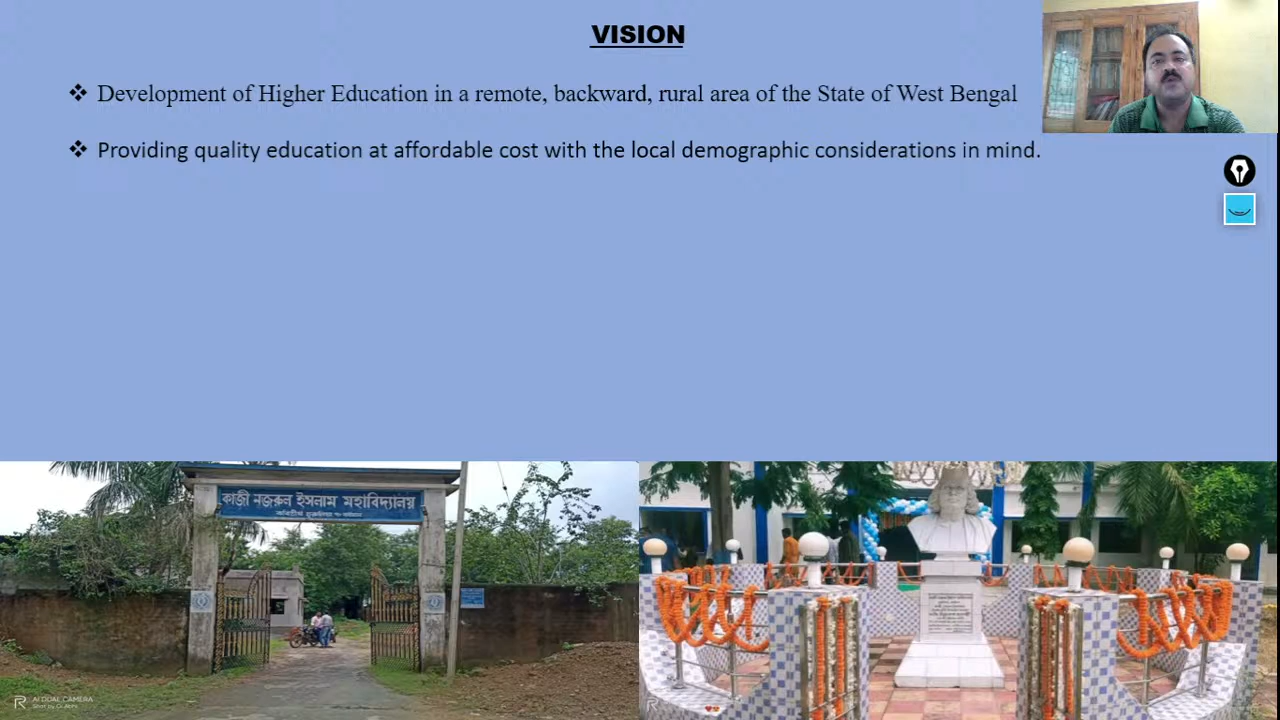 VISION
Development of Higher Education in a remote, backward, rural area of the State of West Bengal
Providing quality education at affordable cost with the local demographic considerations in mind.
কাজী নজরুল ইসলাম মহাবিদ্যালয়
AI DUAL CAMERA